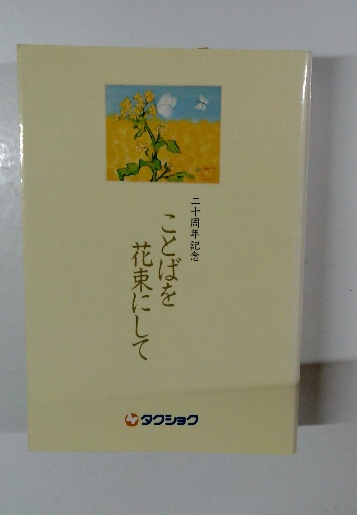 二十周年記念
ことばを
花束にして
タクショク